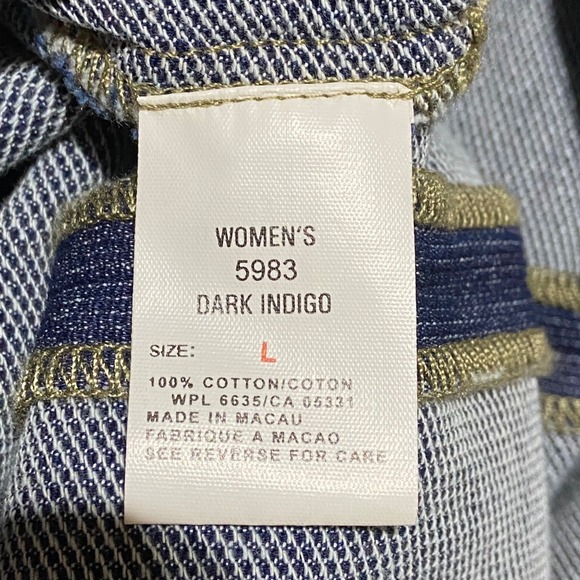 WOMEN'S
5983
DARK INDIGO
SIZE: L
100% COTTON/COTON
WPL 6635/CA 05331
MADE IN MACAU
FABRIQUE A MACAO
SEE REVERSE FOR CARE